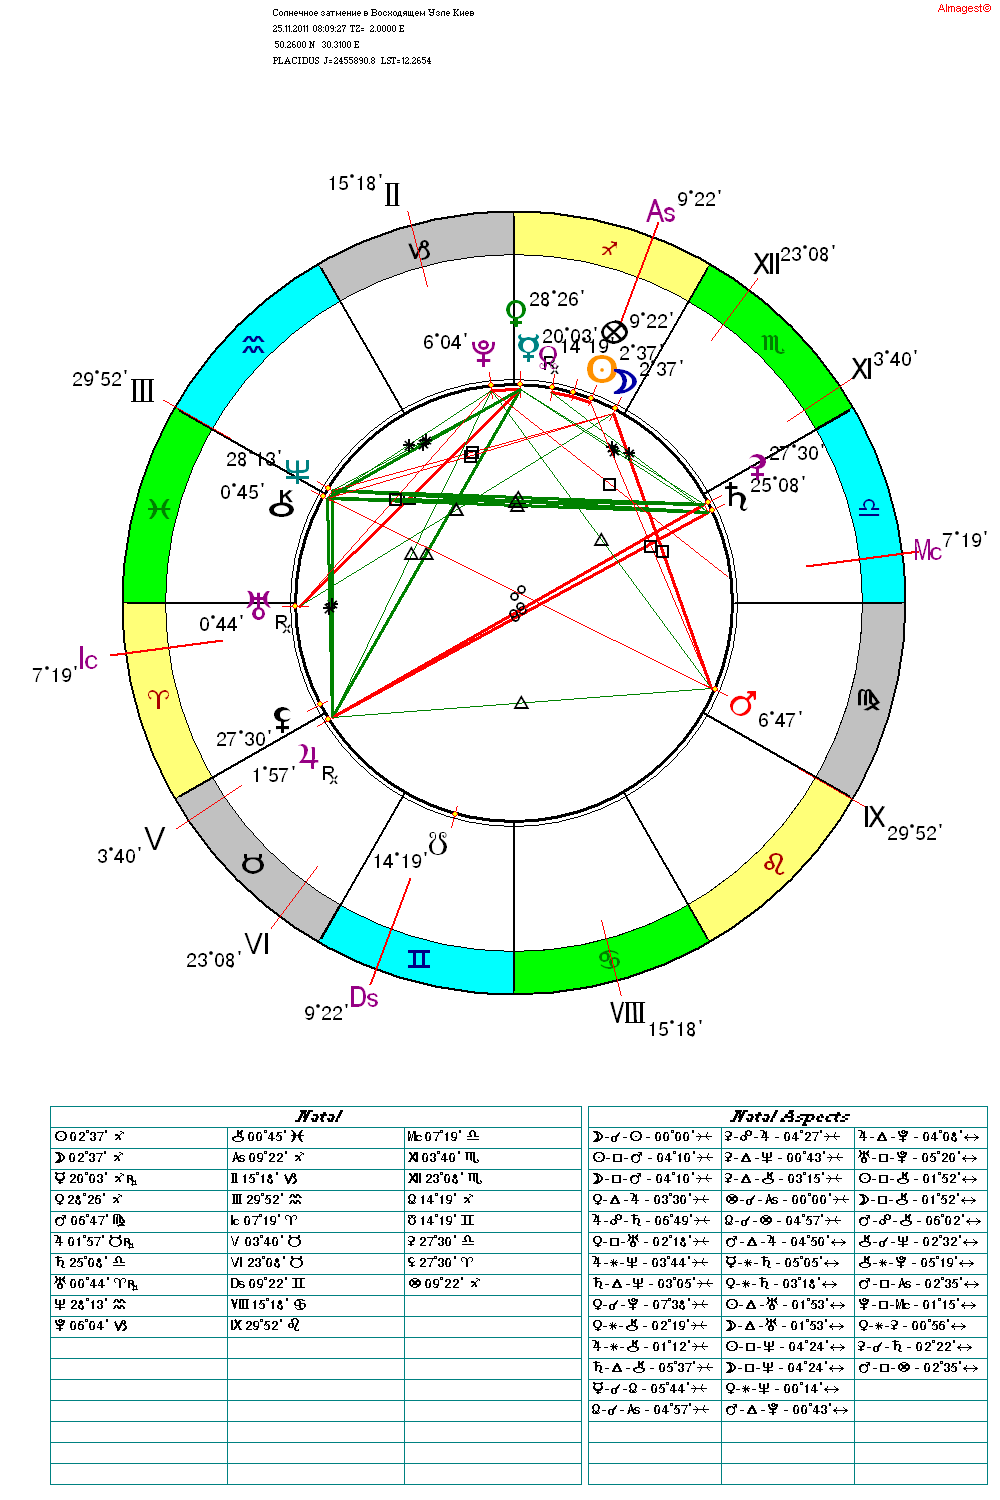 Almagest©
Солнечное затмение в Восходящем Узле Киев
25.11.2011 08:09:27 TZ= 2.0000 E
50.2600 N 30.3100 E
PLACIDUS J=2455890.8 LST=12.2654
15°18' II
As 9°22'
XII 23°08'
28°26'
9°22'
6°04'
20°03'
14°19'
2°37'
2°37'
XI 3°40'
29°52' III
27°30'
25°08'
28°13'
0°45'
Mc 7°19'
0°44'
7°19' Ic
6°47'
27°30'
1°57'
IX 29°52'
3°40' V
14°19'
23°08' VI
9°22' Ds
VIII 15°18'
Natal
☉ 02°37' ♐ ⚷ 00°45' ♓ Mc 07°19' ♎
☽ 02°37' ♐ As 09°22' ♐ XI 03°40' ♏
☿ 20°03' ♐℞ II 15°18' ♑ XII 23°08' ♏
♀ 28°26' ♐ III 29°52' ♒ ☊ 14°19' ♐
♂ 06°47' ♍ Ic 07°19' ♈ ☋ 14°19' ♊
♃ 01°57' ♉℞ V 03°40' ♉ ⚳ 27°30' ♎
♄ 25°08' ♎ VI 23°08' ♉ ⚸ 27°30' ♈
♅ 00°44' ♈℞ Ds 09°22' ♊ ⊗ 09°22' ♐
♆ 28°13' ♒ VIII 15°18' ♋
♇ 06°04' ♑ IX 29°52' ♌
Natal Aspects
00°00' 04°27' 04°08'
04°10' 00°43' 05°20'
04°10' 03°15' 01°52'
03°30' As - 00°00' 01°52'
06°49' 04°57' 06°02'
02°18' 04°50' 02°32'
03°44' 05°05' 05°19'
03°05' 03°18' As - 02°35'
07°38' 01°53' Mc - 01°15'
02°19' 01°53' 00°56'
01°12' 04°24' 02°22'
05°37' 04°24' 02°35'
05°44' 00°14'
As - 04°57' 00°43'